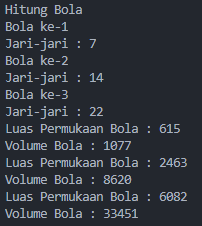 Hitung Bola
Bola ke-1
Jari-jari : 7
Bola ke-2
Jari-jari : 14
Bola ke-3
Jari-jari : 22
Luas Permukaan Bola : 615
Volume Bola : 1077
Luas Permukaan Bola : 2463
Volume Bola : 8620
Luas Permukaan Bola : 6082
Volume Bola : 33451